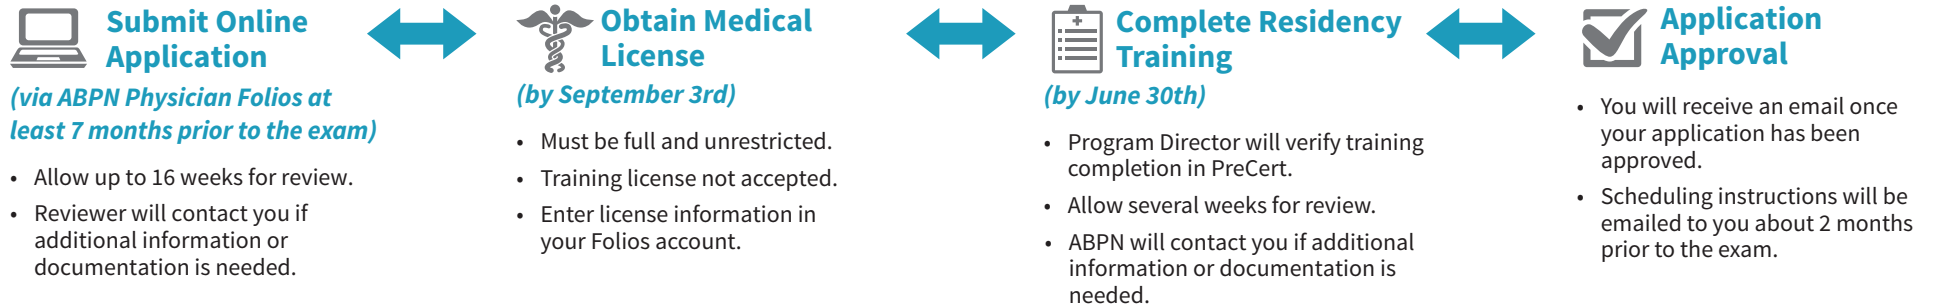 Submit Online
Application
(via ABPN Physician Folios at
least 7 months prior to the exam)
• Allow up to 16 weeks for review.
• Reviewer will contact you if
additional information or
documentation is needed.
Obtain Medical
License
(by September 3rd)
• Must be full and unrestricted.
• Training license not accepted.
• Enter license information in
your Folios account.
Complete Residency
Training
(by June 30th)
• Program Director will verify training
completion in PreCert.
• Allow several weeks for review.
• ABPN will contact you if additional
information or documentation is
needed.
Application
Approval
• You will receive an email once
your application has been
approved.
• Scheduling instructions will be
emailed to you about 2 months
prior to the exam.